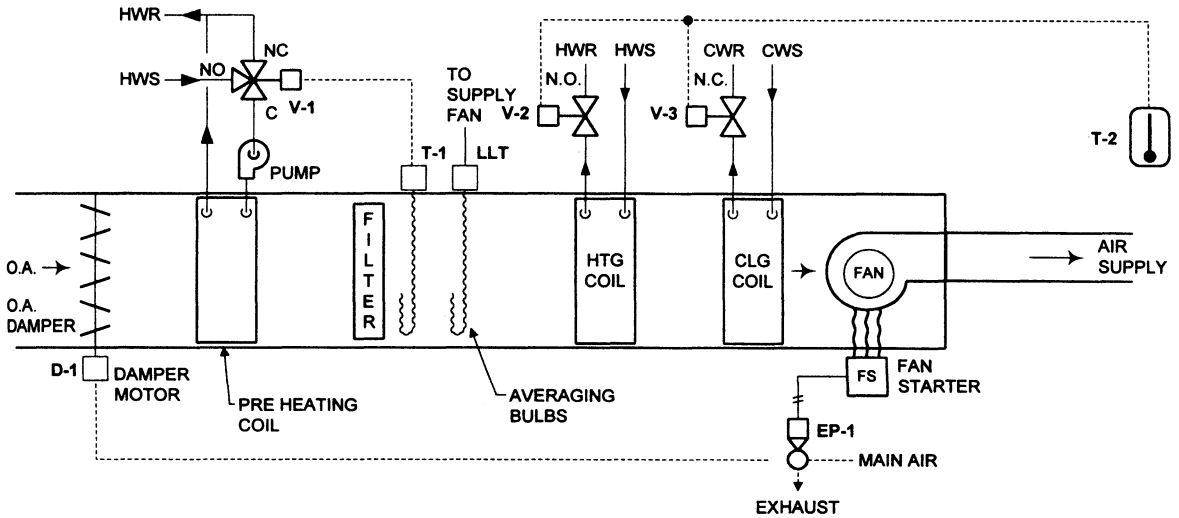 HWR
NC
HWS
NO
C
V-1
PUMP
TO
SUPPLY
FAN
T-1
LLT
HWR
HWS
N.O.
V-2
CWR
CWS
N.C.
V-3
T-2
O.A.
O.A.
DAMPER
FILTER
HTG
COIL
CLG
COIL
FAN
AIR
SUPPLY
D-1
DAMPER
MOTOR
PRE HEATING
COIL
AVERAGING
BULBS
FS
FAN
STARTER
EP-1
MAIN AIR
EXHAUST